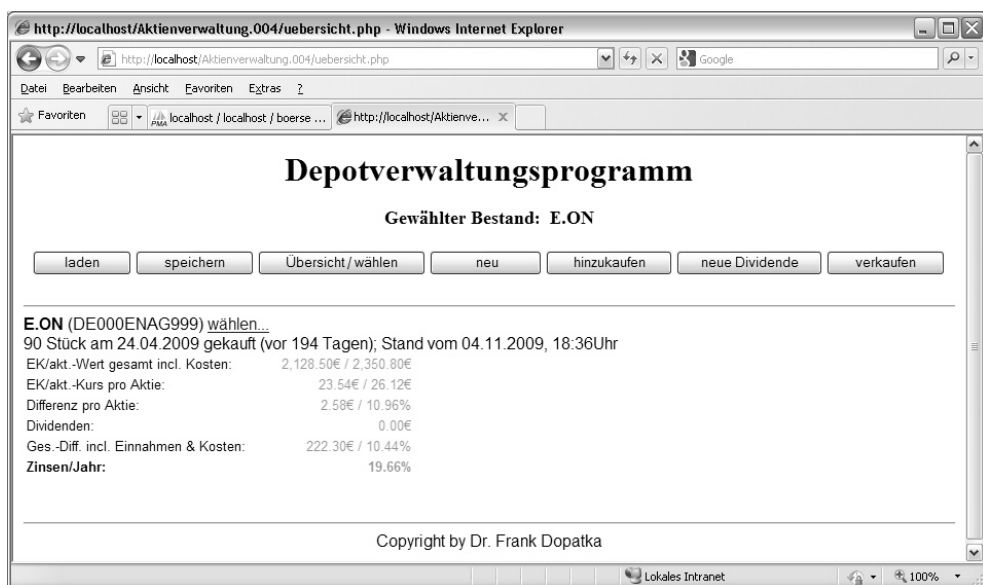 http://localhost/Aktienverwaltung.004/uebersicht.php - Windows Internet Explorer
http://localhost/Aktienverwaltung.004/uebersicht.php Google
Datei Bearbeiten Ansicht Favoriten Extras ?
Favoriten PMA localhost / localhost / boerse ... http://localhost/Aktienve... X
Depotverwaltungsprogramm
Gewählter Bestand: E.ON
laden speichern Übersicht / wählen neu hinzukaufen neue Dividende verkaufen
E.ON (DE000ENAG999) wählen...
90 Stück am 24.04.2009 gekauft (vor 194 Tagen); Stand vom 04.11.2009, 18:36Uhr
EK/akt.-Wert gesamt incl. Kosten: 2,128.50€ / 2,350.80€
EK/akt.-Kurs pro Aktie: 23.54€ / 26.12€
Differenz pro Aktie: 2.58€ / 10.96%
Dividenden: 0.00€
Ges.-Diff. incl. Einnahmen & Kosten: 222.30€ / 10.44%
Zinsen/Jahr: 19.66%
Copyright by Dr. Frank Dopatka
Lokales Intranet 100%